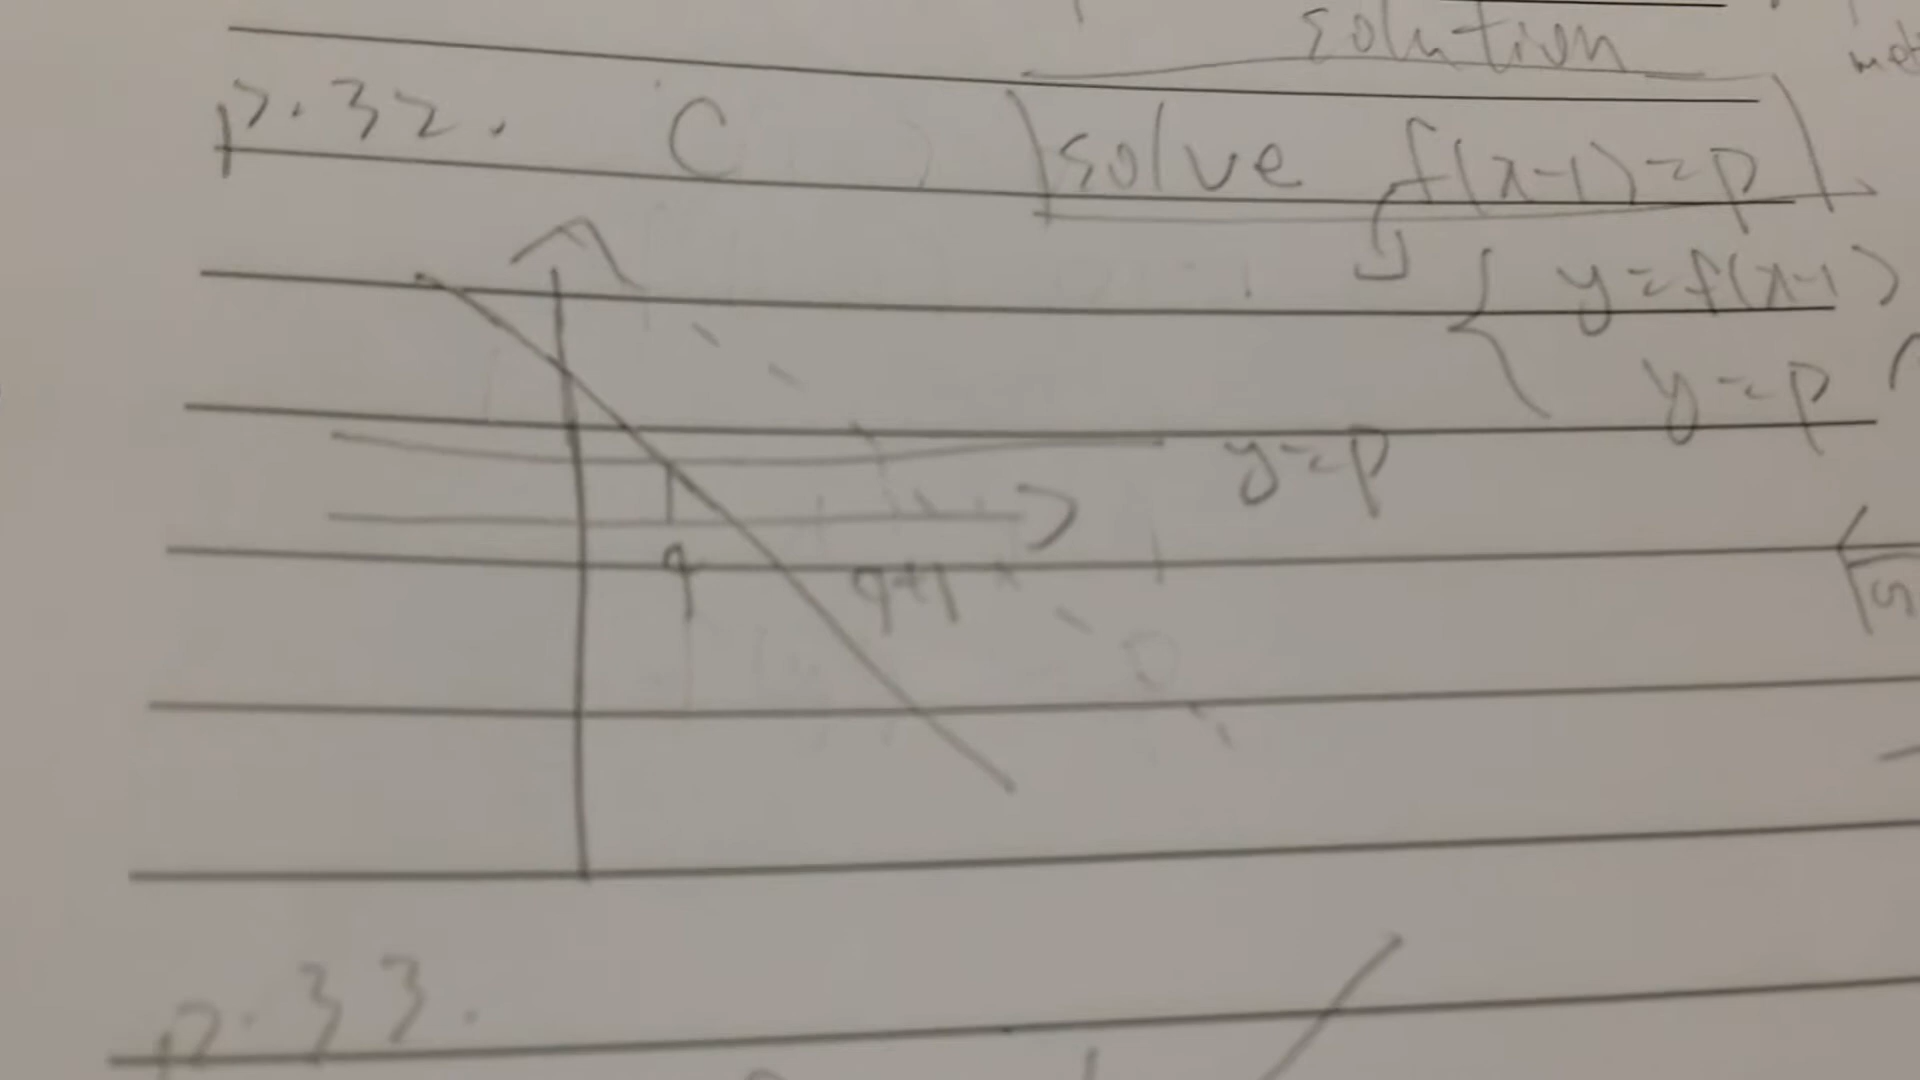 solution
p.32. C solve f(x-1)=p
y=f(x-1)
y=p
y=p
q q+1
p.33.